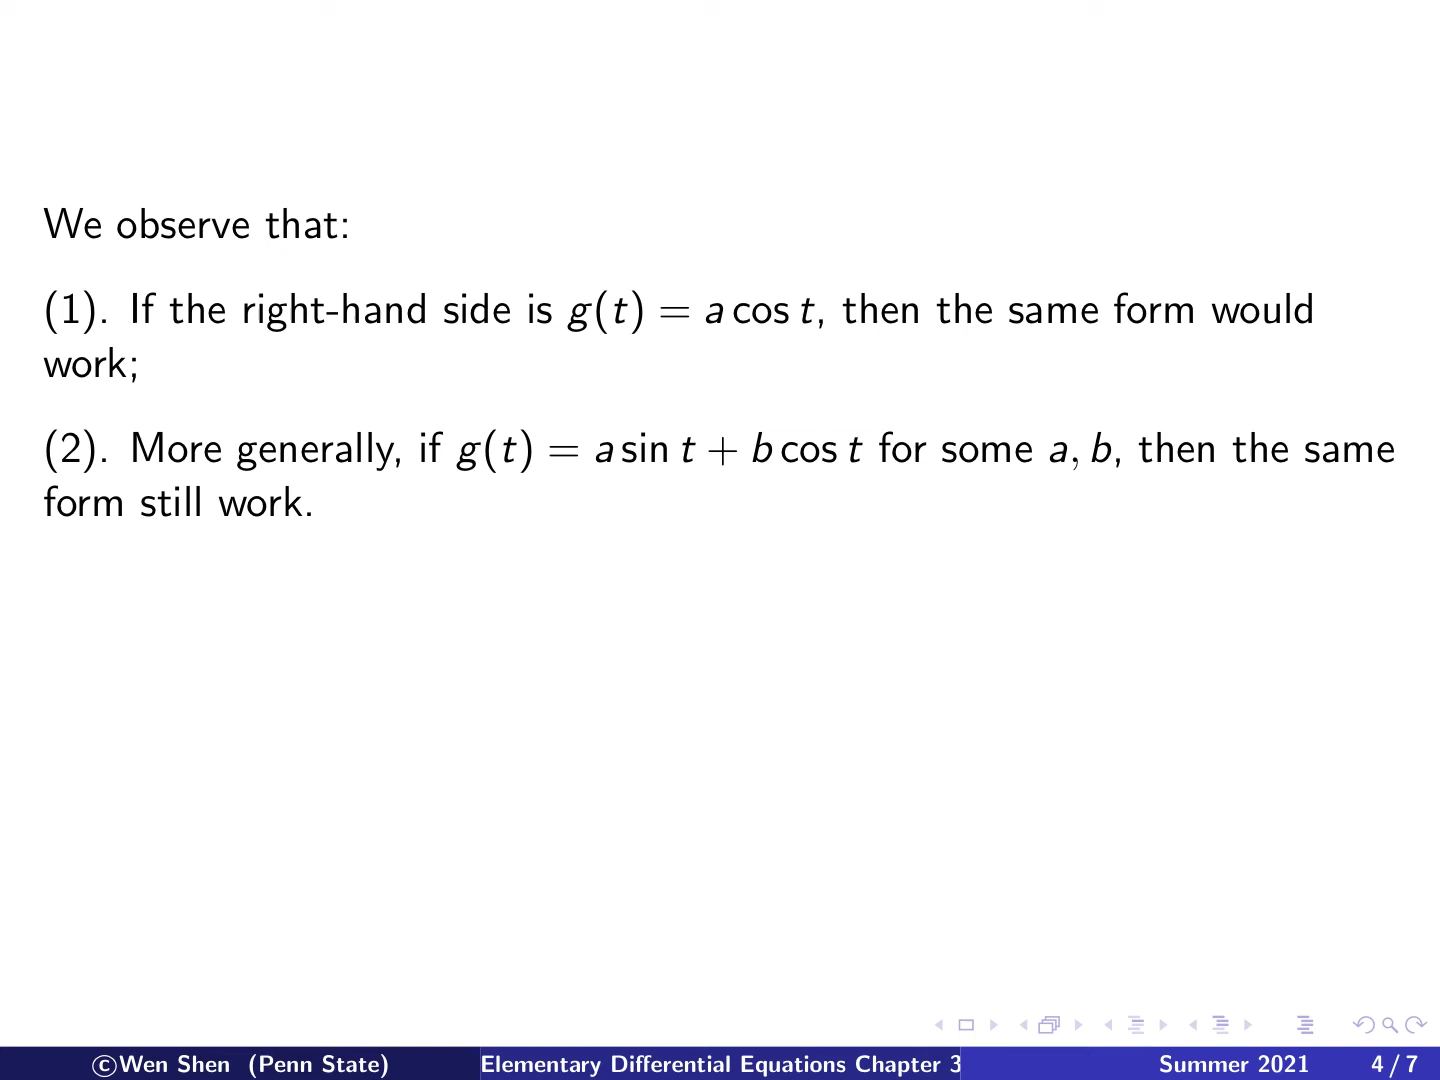 We observe that:
(1). If the right-hand side is g(t) = a cos t, then the same form would
work;
(2). More generally, if g(t) = a sin t + b cos t for some a, b, then the same
form still work.
©Wen Shen (Penn State) Elementary Differential Equations Chapter 3 Summer 2021 4 / 7